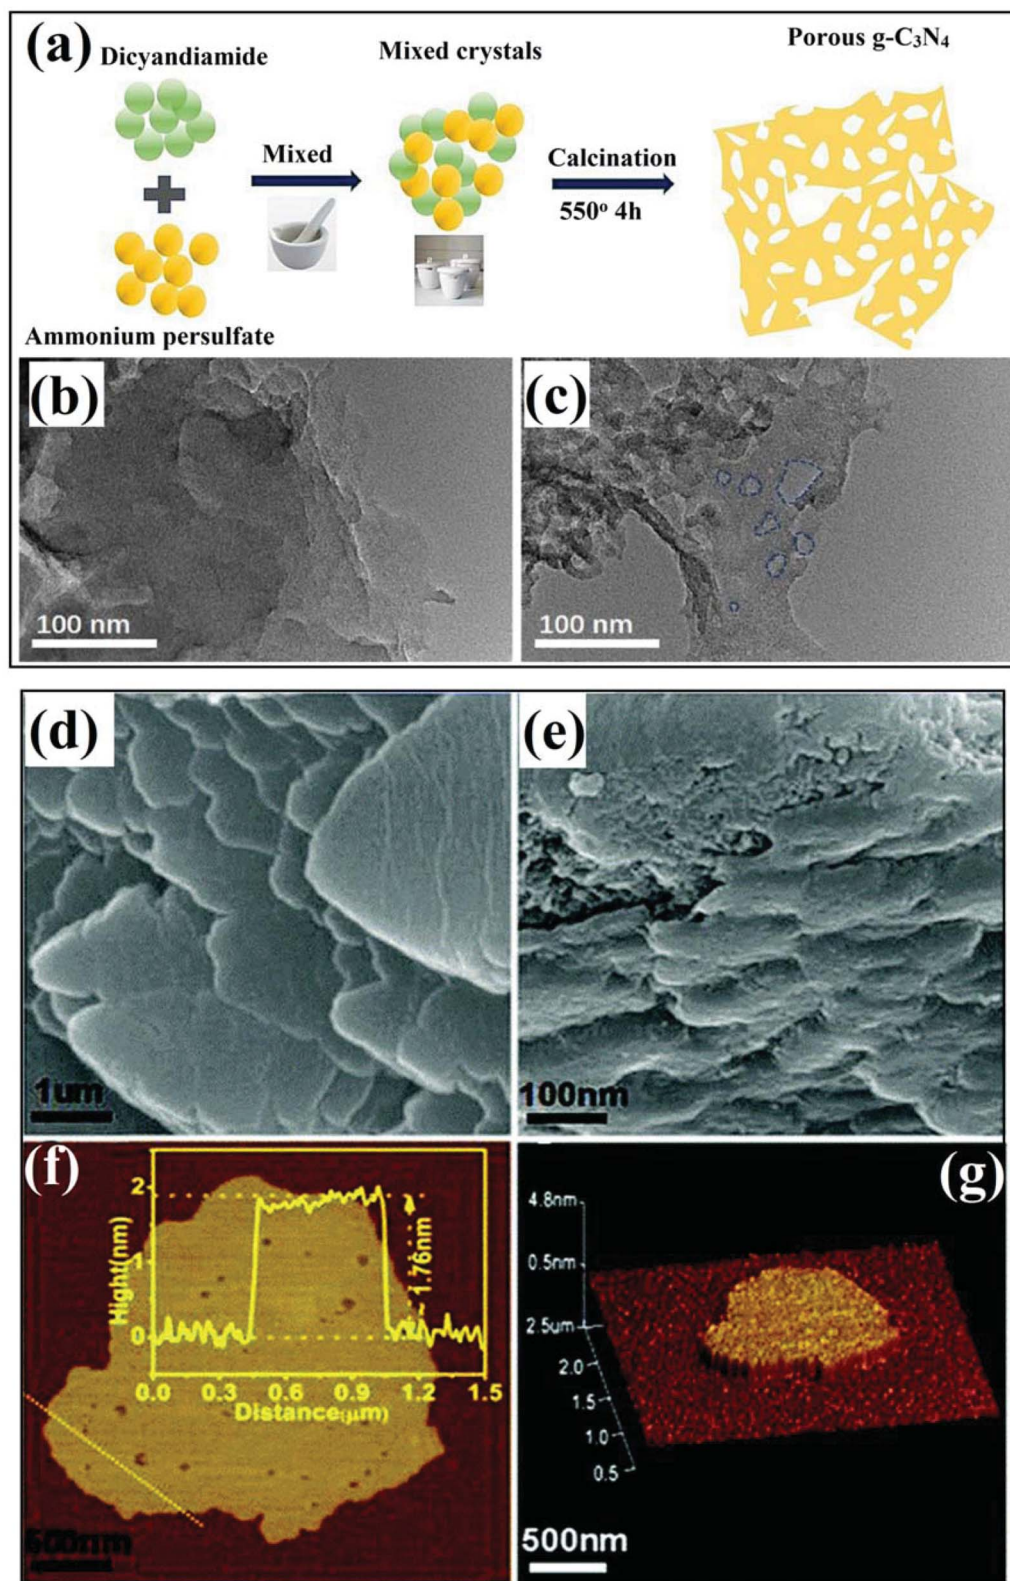 (a)
Dicyandiamide
Mixed crystals
Porous g-C₃N₄
Mixed
Calcination
550° 4h
Ammonium persulfate
(b)
100 nm
(c)
100 nm
(d)
1um
(e)
100nm
(f)
Hight(nm)
2
1
0
~ 1.76nm
0.0 0.3 0.6 0.9 1.2 1.5
Distance(μm)
500nm
(g)
4.8nm
0.5nm
2.5um
2.0
1.5
1.0
0.5
500nm